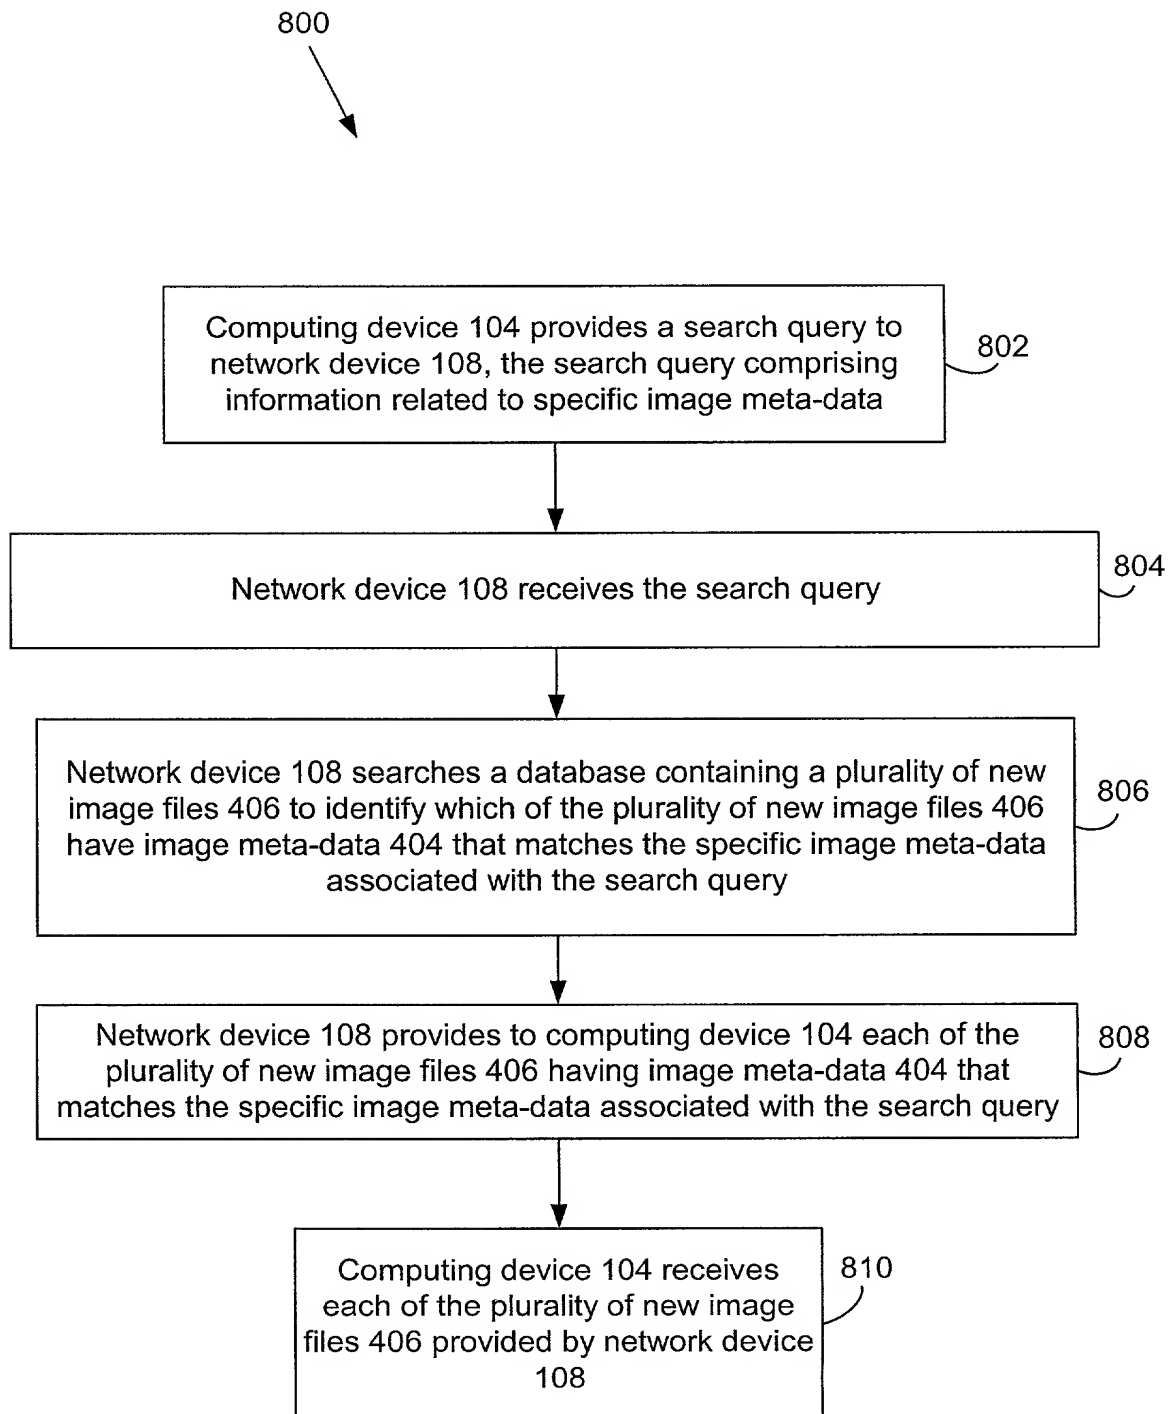 800
Computing device 104 provides a search query to
network device 108, the search query comprising
information related to specific image meta-data
802
Network device 108 receives the search query
804
Network device 108 searches a database containing a plurality of new
image files 406 to identify which of the plurality of new image files 406
have image meta-data 404 that matches the specific image meta-data
associated with the search query
806
Network device 108 provides to computing device 104 each of the
plurality of new image files 406 having image meta-data 404 that
matches the specific image meta-data associated with the search query
808
Computing device 104 receives
each of the plurality of new image
files 406 provided by network device
108
810